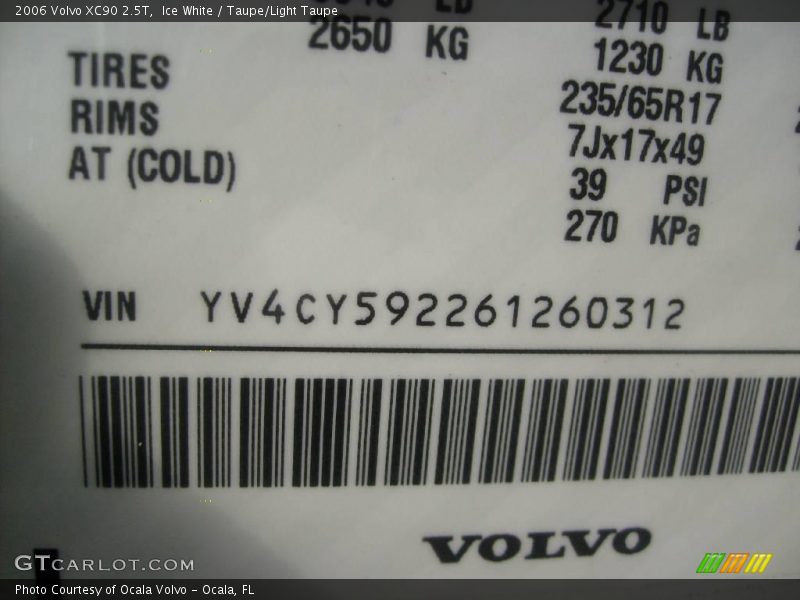 2006 Volvo XC90 2.5T, Ice White / Taupe/Light Taupe
LB 2710 LB
2650 KG 1230 KG
TIRES 235/65R17
RIMS 7Jx17x49
AT (COLD) 39 PSI
270 KPa
VIN YV4CY592261260312
VOLVO
GTCARLOT.COM
Photo Courtesy of Ocala Volvo - Ocala, FL